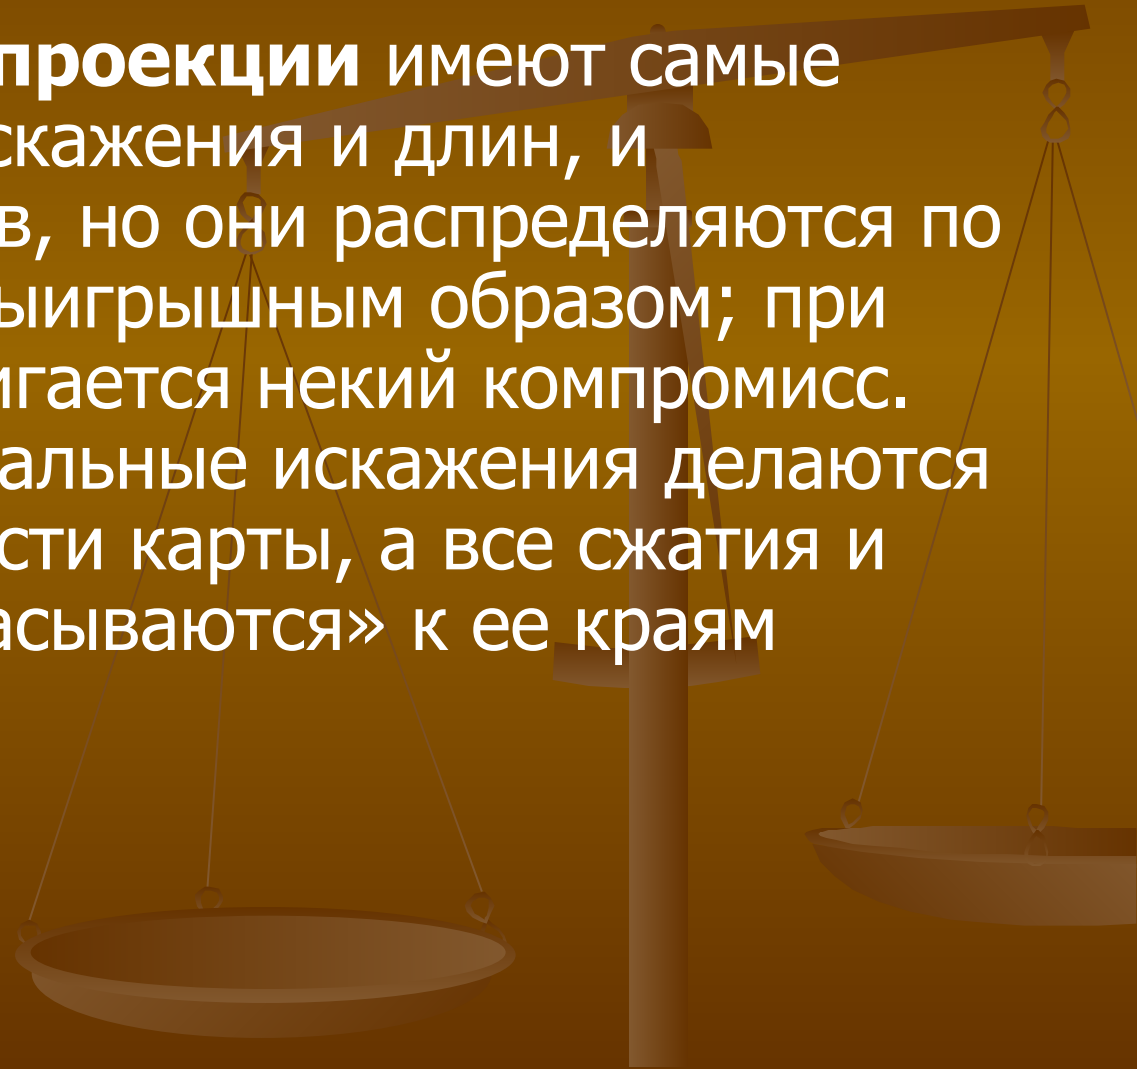 проекции имеют самые
скажения и длин, и
в, но они распределяются по
ыигрышным образом; при
игается некий компромисс.
альные искажения делаются
сти карты, а все сжатия и
асываются» к ее краям